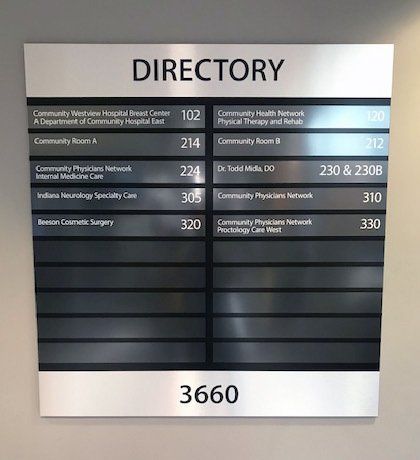 DIRECTORY
Community Westview Hospital Breast Center
A Department of Community Hospital East
102
Community Health Network
Physical Therapy and Rehab
120
Community Room A
214
Community Room B
212
Community Physicians Network
Internal Medicine Care
224
Dr. Todd Midla, DO
230 & 230B
Indiana Neurology Specialty Care
305
Community Physicians Network
310
Beeson Cosmetic Surgery
320
Community Physicians Network
Proctology Care West
330
3660